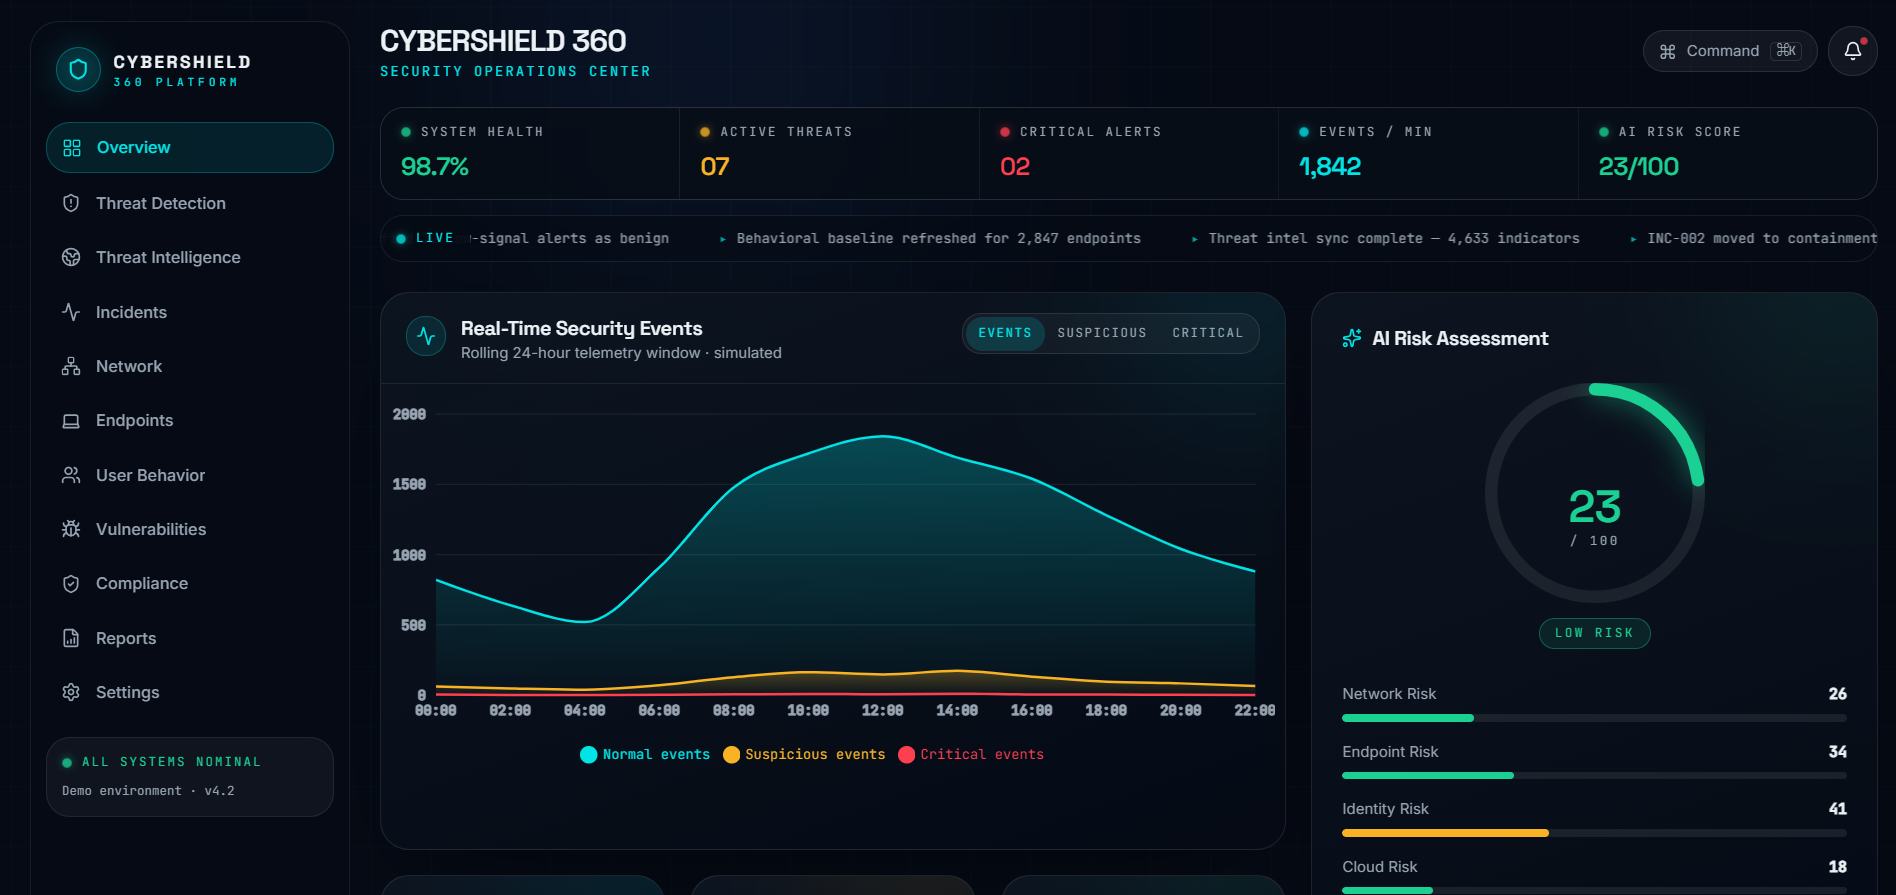 CYBERSHIELD
360 PLATFORM
Overview
Threat Detection
Threat Intelligence
Incidents
Network
Endpoints
User Behavior
Vulnerabilities
Compliance
Reports
Settings
ALL SYSTEMS NOMINAL
Demo environment · v4.2
CYBERSHIELD 360
SECURITY OPERATIONS CENTER
⌘ Command ⌘K
SYSTEM HEALTH
98.7%
ACTIVE THREATS
07
CRITICAL ALERTS
02
EVENTS / MIN
1,842
AI RISK SCORE
23/100
LIVE -signal alerts as benign ▸ Behavioral baseline refreshed for 2,847 endpoints ▸ Threat intel sync complete — 4,633 indicators ▸ INC-002 moved to containment
Real-Time Security Events
Rolling 24-hour telemetry window · simulated
EVENTS SUSPICIOUS CRITICAL
2000
1500
1000
500
0
00:00 02:00 04:00 06:00 08:00 10:00 12:00 14:00 16:00 18:00 20:00 22:00
Normal events Suspicious events Critical events
AI Risk Assessment
23
/ 100
LOW RISK
Network Risk 26
Endpoint Risk 34
Identity Risk 41
Cloud Risk 18